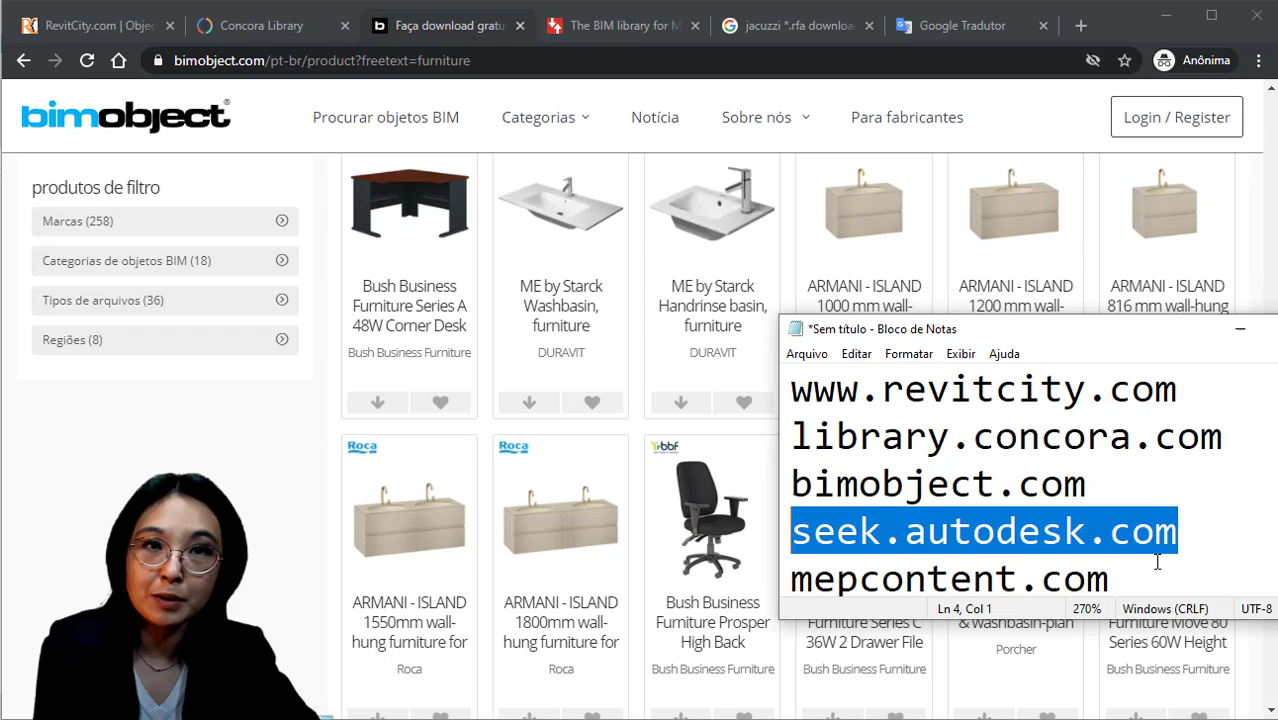 RevitCity.com | Objec
Concora Library
Faça download gratu
The BIM library for M
jacuzzi *.rfa downloa
Google Tradutor
bimobject.com/pt-br/product?freetext=furniture
Anônima
bimobject®
Procurar objetos BIM
Categorias
Notícia
Sobre nós
Para fabricantes
Login / Register
produtos de filtro
Marcas (258)
Categorias de objetos BIM (18)
Tipos de arquivos (36)
Regiões (8)
Bush Business
Furniture Series A
48W Corner Desk
Bush Business Furniture
ME by Starck
Washbasin,
furniture
DURAVIT
ME by Starck
Handrinse basin,
furniture
DURAVIT
ARMANI - ISLAND
1000 mm wall-
ARMANI - ISLAND
1200 mm wall-
ARMANI - ISLAND
816 mm wall-hung
*Sem título - Bloco de Notas
Arquivo Editar Formatar Exibir Ajuda
www.revitcity.com
library.concora.com
bimobject.com
seek.autodesk.com
mepcontent.com
Ln 4, Col 1 270% Windows (CRLF) UTF-8
Roca
ARMANI - ISLAND
1550mm wall-
hung furniture for
Roca
Roca
ARMANI - ISLAND
1800mm wall-
hung furniture for
Roca
bbf
Bush Business
Furniture Prosper
High Back
Bush Business Furniture
Furniture Series C
36W 2 Drawer File
Bush Business Furniture
& washbasin-plan
Porcher
Furniture Move 80
Series 60W Height
Bush Business Furniture